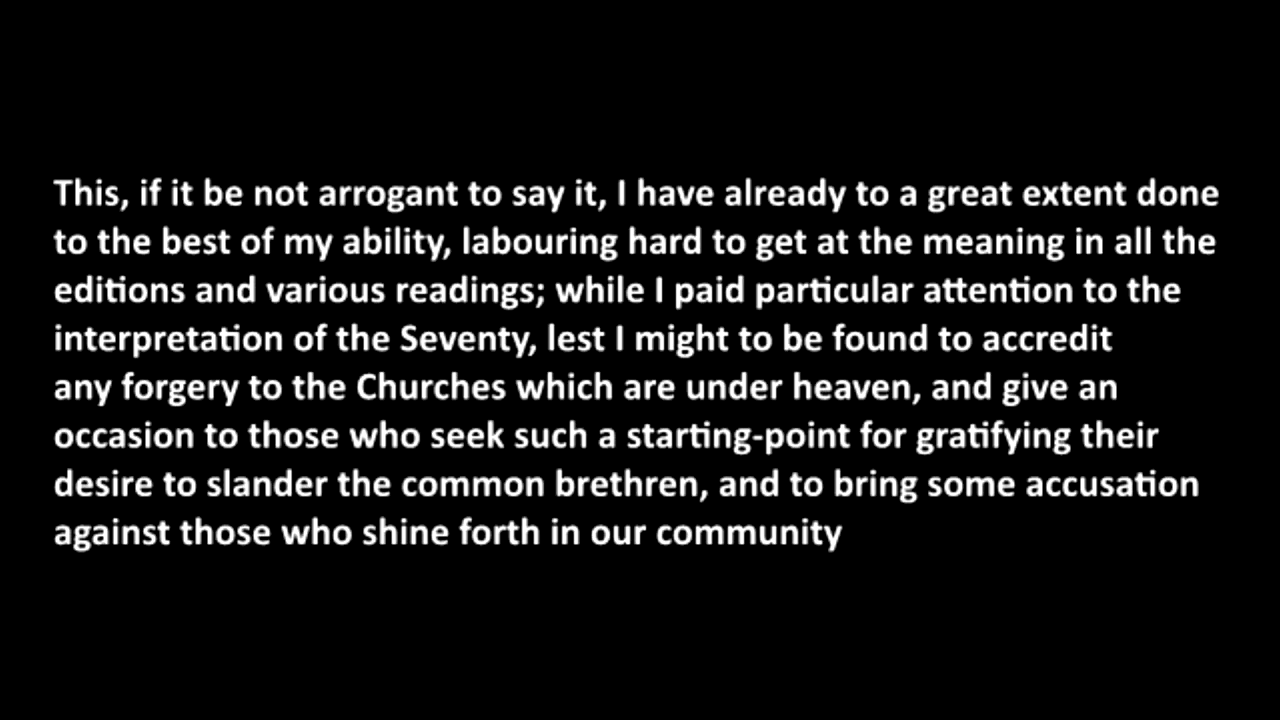 This, if it be not arrogant to say it, I have already to a great extent done
to the best of my ability, labouring hard to get at the meaning in all the
editions and various readings; while I paid particular attention to the
interpretation of the Seventy, lest I might to be found to accredit
any forgery to the Churches which are under heaven, and give an
occasion to those who seek such a starting-point for gratifying their
desire to slander the common brethren, and to bring some accusation
against those who shine forth in our community